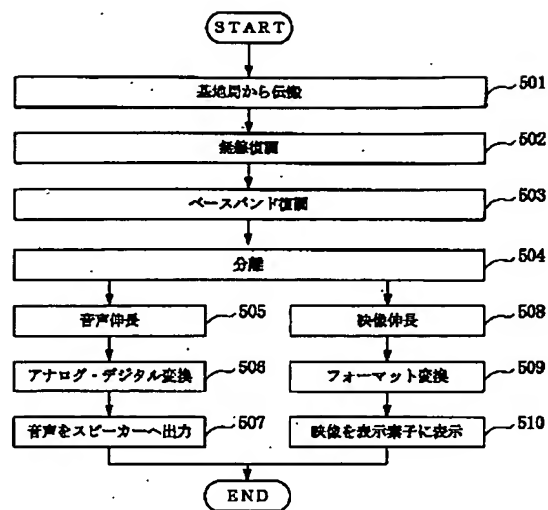 START
基地局から伝搬
501
無線復調
502
ベースバンド復調
503
分離
504
音声伸長
505
映像伸長
508
アナログ・デジタル変換
506
フォーマット変換
509
音声をスピーカーへ出力
507
映像を表示素子に表示
510
END